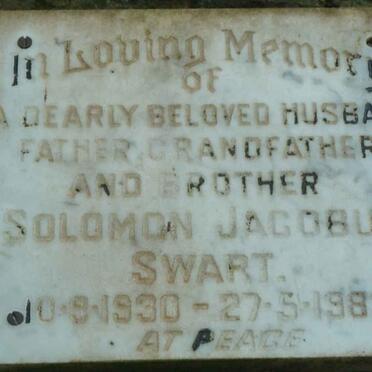 In Loving Memory
OF
A DEARLY BELOVED HUSBA
FATHER, GRANDFATHER
AND BROTHER
SOLOMON JACOBU
SWART.
10·9·1930 - 27·5·198
AT PEACE